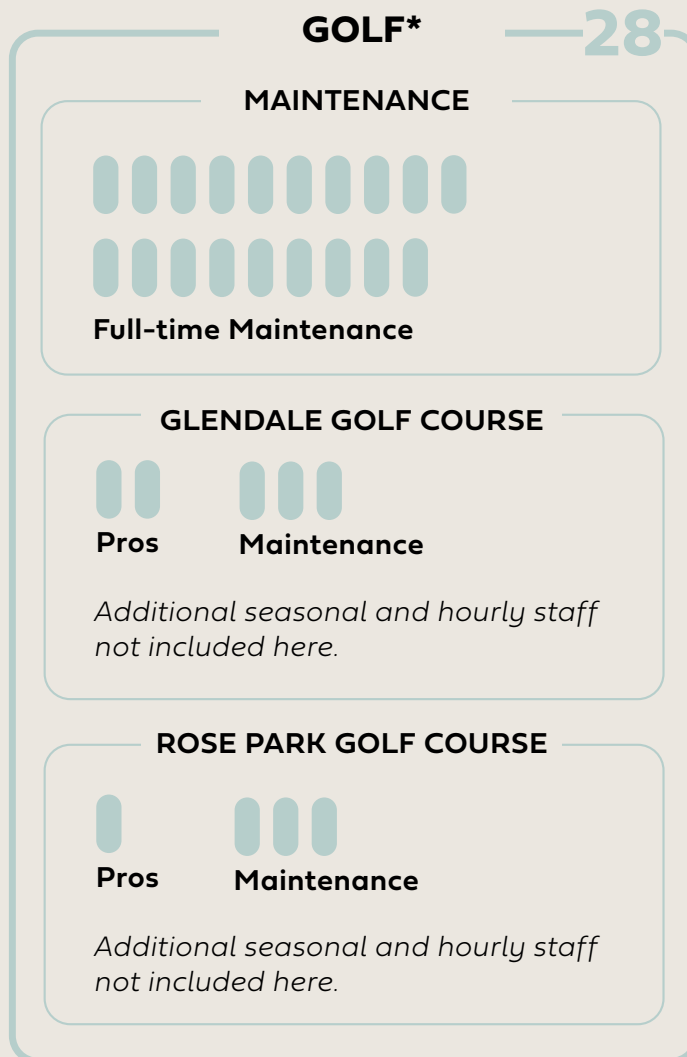 GOLF*
28
MAINTENANCE
Full-time Maintenance
GLENDALE GOLF COURSE
Pros
Maintenance
Additional seasonal and hourly staff
not included here.
ROSE PARK GOLF COURSE
Pros
Maintenance
Additional seasonal and hourly staff
not included here.